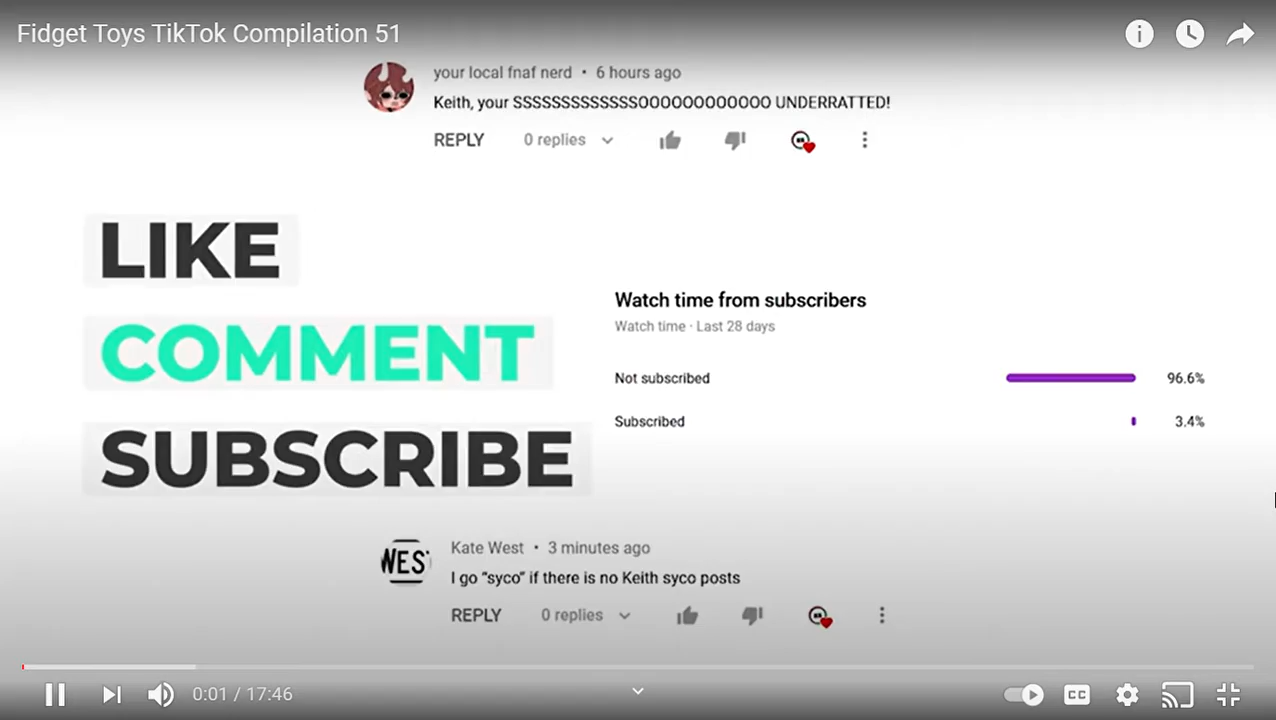 Fidget Toys TikTok Compilation 51
your local fnaf nerd • 6 hours ago
Keith, your SSSSSSSSSSSSSOOOOOOOOOOO UNDERRATTED!
REPLY 0 replies
LIKE
COMMENT
SUBSCRIBE
Watch time from subscribers
Watch time · Last 28 days
Not subscribed 96.6%
Subscribed 3.4%
WES
Kate West • 3 minutes ago
I go “syco” if there is no Keith syco posts
REPLY 0 replies
0:01 / 17:46
CC